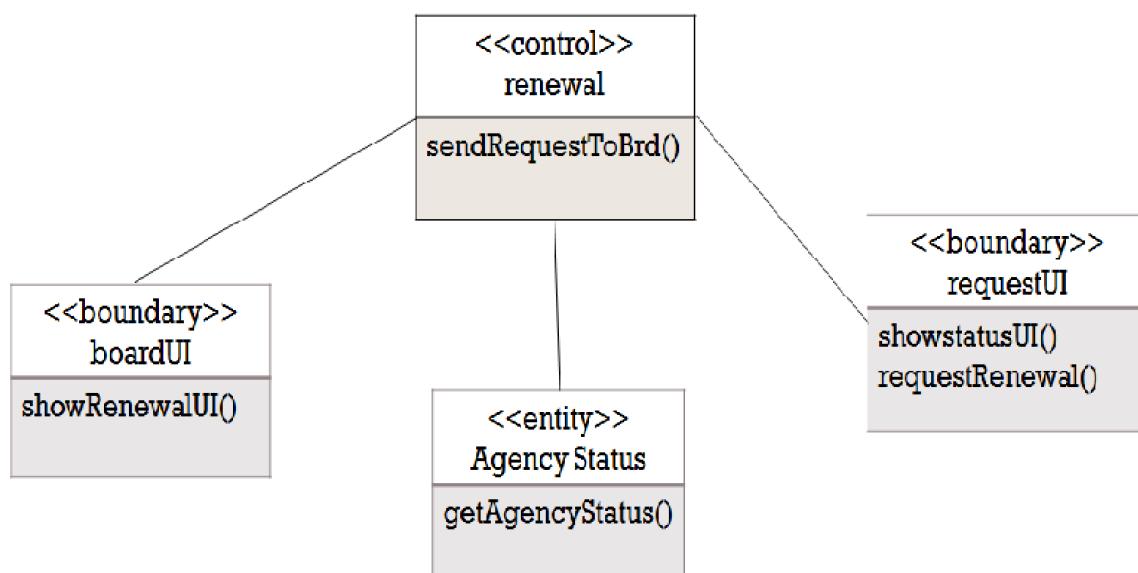 <<control>>
renewal
sendRequestToBrd()
<<boundary>>
boardUI
showRenewalUI()
<<entity>>
Agency Status
getAgencyStatus()
<<boundary>>
requestUI
showstatusUI()
requestRenewal()